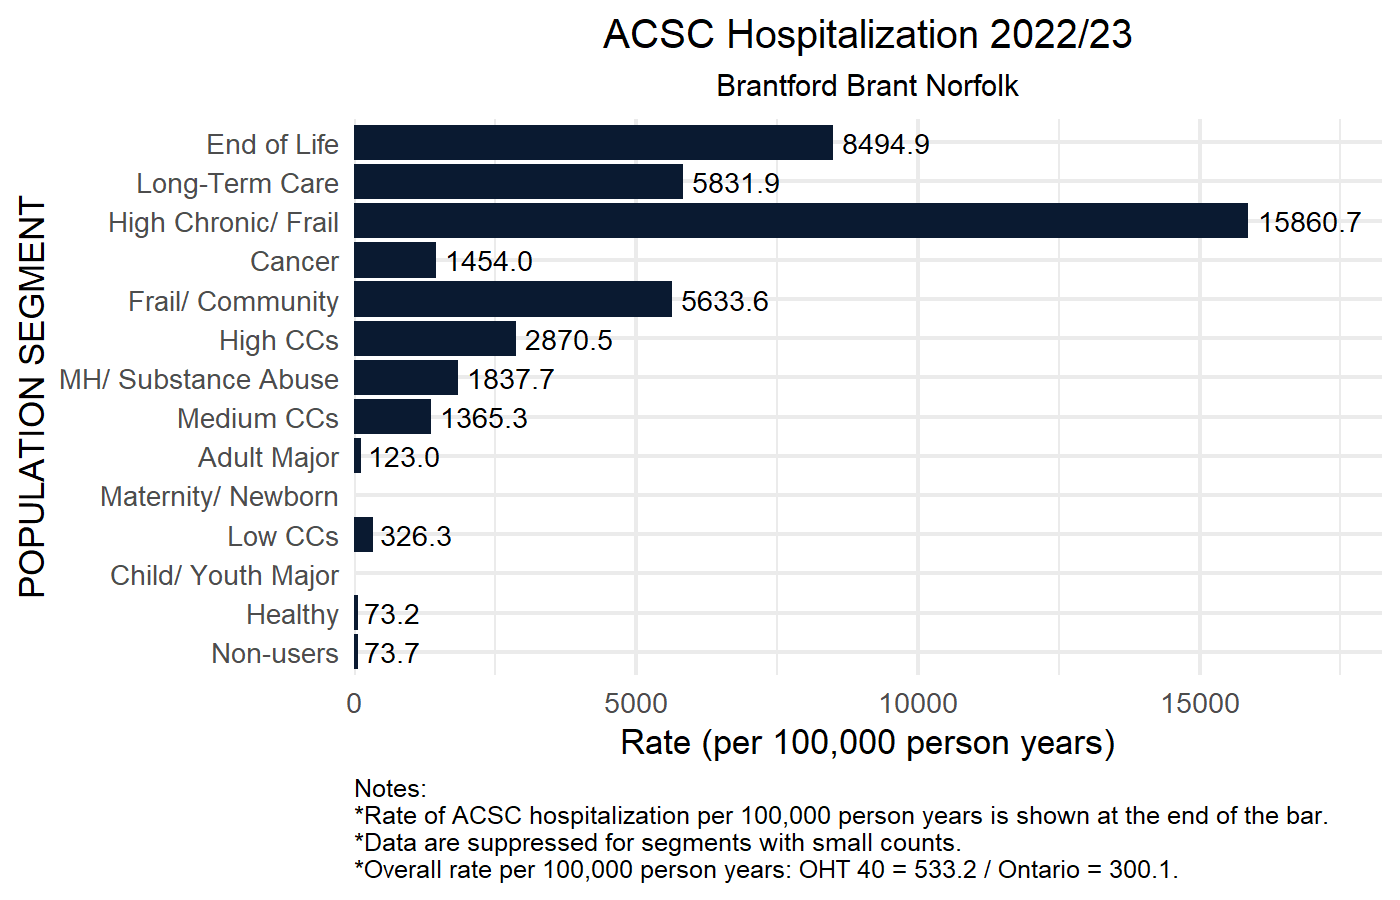 ACSC Hospitalization 2022/23
Brantford Brant Norfolk
POPULATION SEGMENT
End of Life 8494.9
Long-Term Care 5831.9
High Chronic/ Frail 15860.7
Cancer 1454.0
Frail/ Community 5633.6
High CCs 2870.5
MH/ Substance Abuse 1837.7
Medium CCs 1365.3
Adult Major 123.0
Maternity/ Newborn
Low CCs 326.3
Child/ Youth Major
Healthy 73.2
Non-users 73.7
0 5000 10000 15000
Rate (per 100,000 person years)
Notes:
*Rate of ACSC hospitalization per 100,000 person years is shown at the end of the bar.
*Data are suppressed for segments with small counts.
*Overall rate per 100,000 person years: OHT 40 = 533.2 / Ontario = 300.1.